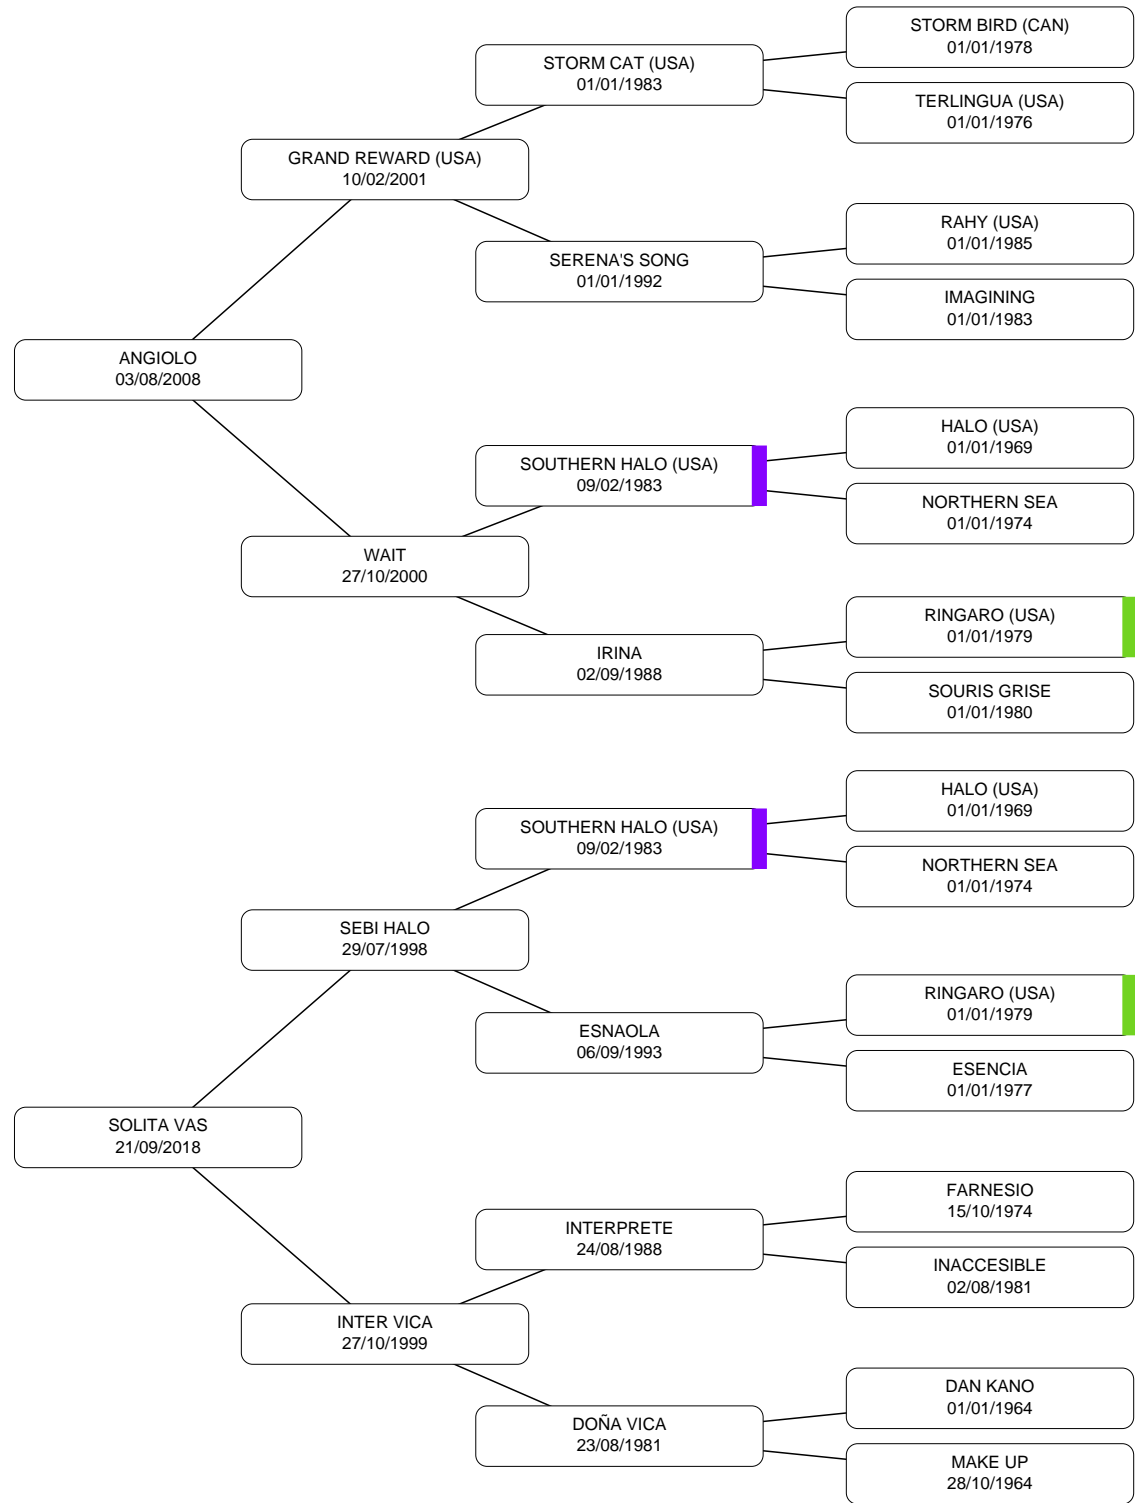 STORM BIRD (CAN)
01/01/1978
STORM CAT (USA)
01/01/1983
TERLINGUA (USA)
01/01/1976
GRAND REWARD (USA)
10/02/2001
RAHY (USA)
01/01/1985
SERENA'S SONG
01/01/1992
IMAGINING
01/01/1983
ANGIOLO
03/08/2008
HALO (USA)
01/01/1969
SOUTHERN HALO (USA)
09/02/1983
NORTHERN SEA
01/01/1974
WAIT
27/10/2000
RINGARO (USA)
01/01/1979
IRINA
02/09/1988
SOURIS GRISE
01/01/1980
HALO (USA)
01/01/1969
SOUTHERN HALO (USA)
09/02/1983
NORTHERN SEA
01/01/1974
SEBI HALO
29/07/1998
RINGARO (USA)
01/01/1979
ESNAOLA
06/09/1993
ESENCIA
01/01/1977
SOLITA VAS
21/09/2018
FARNESIO
15/10/1974
INTERPRETE
24/08/1988
INACCESIBLE
02/08/1981
INTER VICA
27/10/1999
DAN KANO
01/01/1964
DOÑA VICA
23/08/1981
MAKE UP
28/10/1964